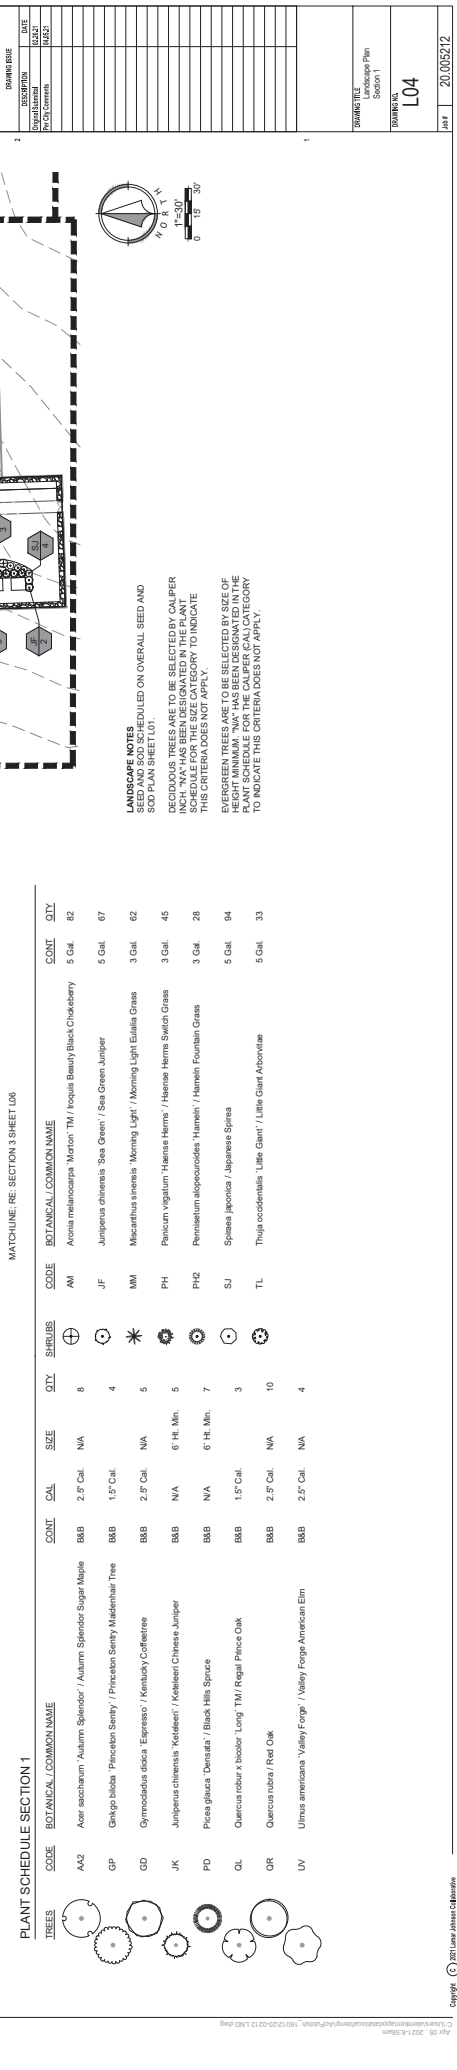 MATCHLINE; RE: SECTION 3 SHEET L06
PLANT SCHEDULE SECTION 1
TREES CODE BOTANICAL / COMMON NAME CONT CAL SIZE QTY
AA2 Acer saccharum `Autumn Splendor` / Autumn Splendor Sugar Maple B&B 2.5" Cal. N/A 8
GP Ginkgo biloba `Princeton Sentry` / Princeton Sentry Maidenhair Tree B&B 1.5" Cal. 4
GD Gymnocladus dioica `Espresso` / Kentucky Coffeetree B&B 2.5" Cal. N/A 5
JK Juniperus chinensis `Keteleeri` / Keteleeri Chinese Juniper B&B N/A 6` Ht. Min. 5
PD Picea glauca `Densata` / Black Hills Spruce B&B N/A 6` Ht. Min. 7
QL Quercus robur x bicolor `Long` TM / Regal Prince Oak B&B 1.5" Cal. 3
QR Quercus rubra / Red Oak B&B 2.5" Cal. N/A 10
UV Ulmus americana `Valley Forge` / Valley Forge American Elm B&B 2.5" Cal. N/A 4
SHRUBS CODE BOTANICAL / COMMON NAME CONT QTY
AM Aronia melanocarpa `Morton` TM / Iroquis Beauty Black Chokeberry 5 Gal. 82
JF Juniperus chinensis `Sea Green` / Sea Green Juniper 5 Gal. 67
MM Miscanthus sinensis `Morning Light` / Morning Light Eulalia Grass 3 Gal. 62
PH Panicum virgatum `Haense Herms` / Haense Herms Switch Grass 3 Gal. 45
PH2 Pennisetum alopecuroides `Hameln` / Hameln Fountain Grass 3 Gal. 28
SJ Spiraea japonica / Japanese Spirea 5 Gal. 94
TL Thuja occidentalis `Little Giant` / Little Giant Arborvitae 5 Gal. 33
LANDSCAPE NOTES
SEED AND SOD SCHEDULED ON OVERALL SEED AND
SOD PLAN SHEET L01.
DECIDUOUS TREES ARE TO BE SELECTED BY CALIPER
INCH. "N/A" HAS BEEN DESIGNATED IN THE PLANT
SCHEDULE FOR THE SIZE CATEGORY TO INDICATE
THIS CRITERIA DOES NOT APPLY.
EVERGREEN TREES ARE TO BE SELECTED BY SIZE OF
HEIGHT MINIMUM. "N/A" HAS BEEN DESIGNATED IN THE
PLANT SCHEDULE FOR THE CALIPER (CAL) CATEGORY
TO INDICATE THIS CRITERIA DOES NOT APPLY.
JF
2
SJ
4
3
NORTH
1"=30'
0 15' 30'
2
1
DRAWING ISSUE
DESCRIPTION DATE
Original Submittal 02.26.21
Per City Comments 04.05.21
DRAWING TITLE
Landscape Plan
Section 1
DRAWING NO.
L04
Job # 20.005212
Copyright © 2021 Lamar Johnson Collaborative
Apr 05, 2021-8:56am